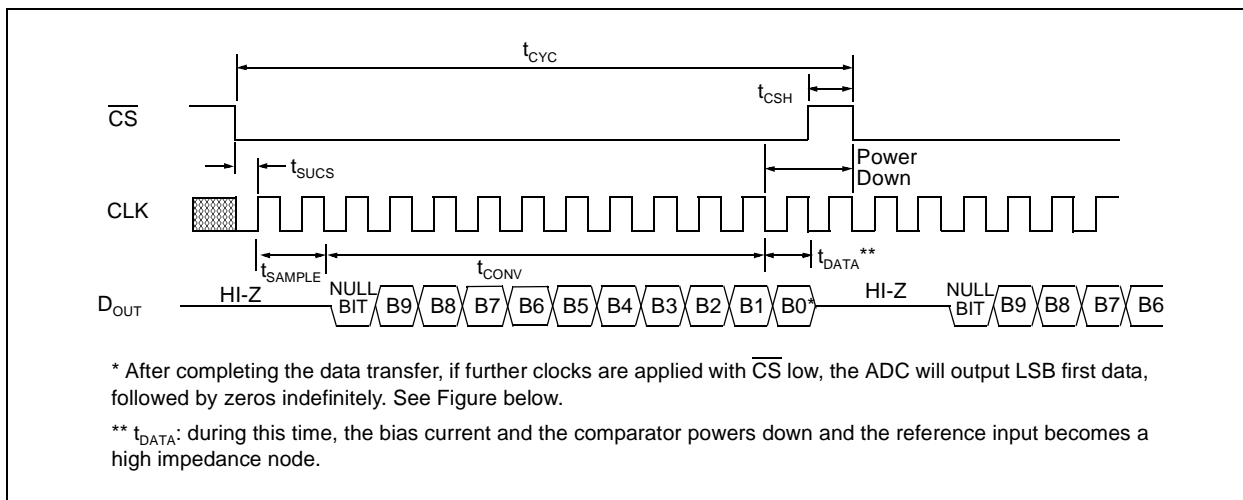 tCYC
tCSH
CS
tSUCS
Power
Down
CLK
tSAMPLE
tCONV
tDATA**
DOUT
HI-Z
NULL
BIT
B9
B8
B7
B6
B5
B4
B3
B2
B1
B0*
HI-Z
NULL
BIT
B9
B8
B7
B6
* After completing the data transfer, if further clocks are applied with CS low, the ADC will output LSB first data,
followed by zeros indefinitely. See Figure below.
** tDATA: during this time, the bias current and the comparator powers down and the reference input becomes a
high impedance node.